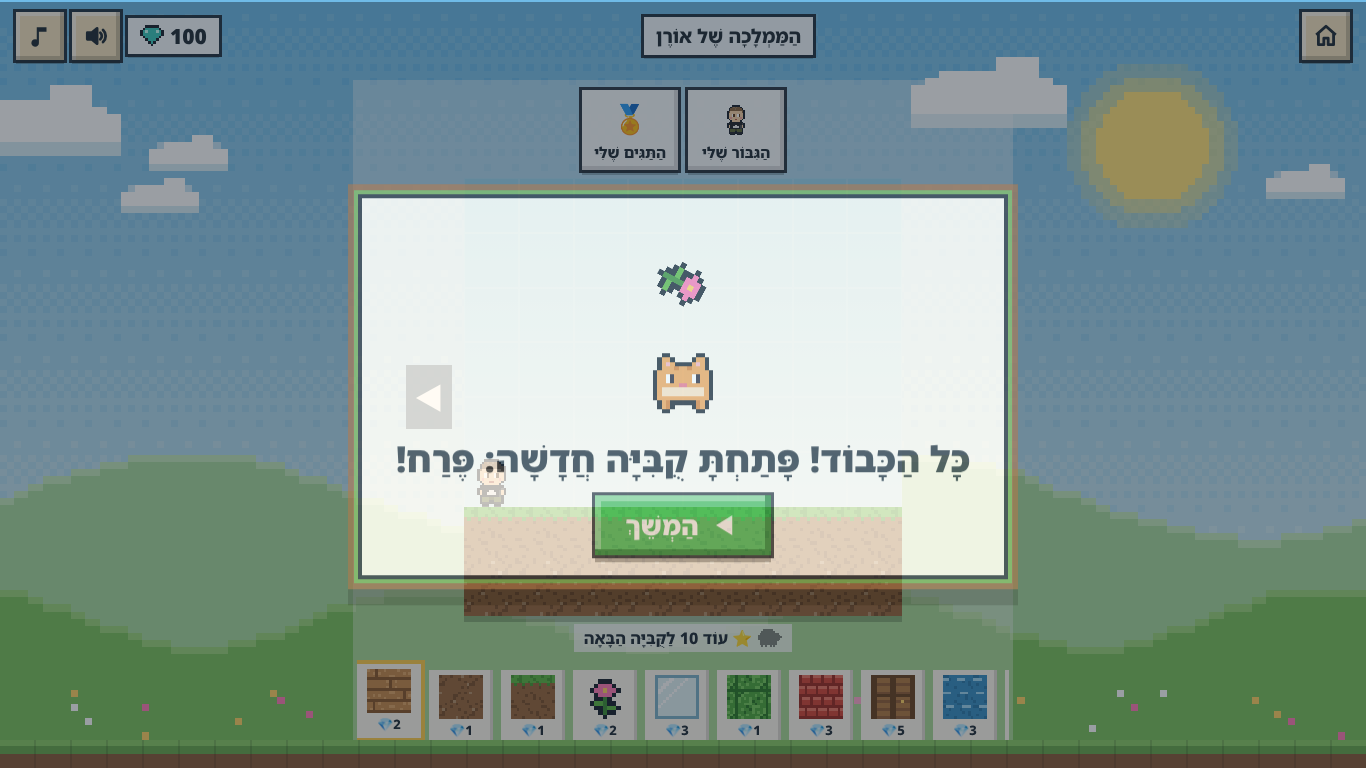 הַמַּמְלָכָה שֶׁל אוֹרֶן
100
הַגִּבּוֹר שֶׁלִּי
הַתַּגִּים שֶׁלִּי
כׇּל הַכָּבוֹד! פָּתַחְתָּ קֻבִּיָּה חֲדָשָׁה: פֶּרַח!
הַמְשֵׁךְ
עוֹד 10 לַקֻּבִּיָּה הַבָּאָה
2
1
1
2
3
1
3
5
3